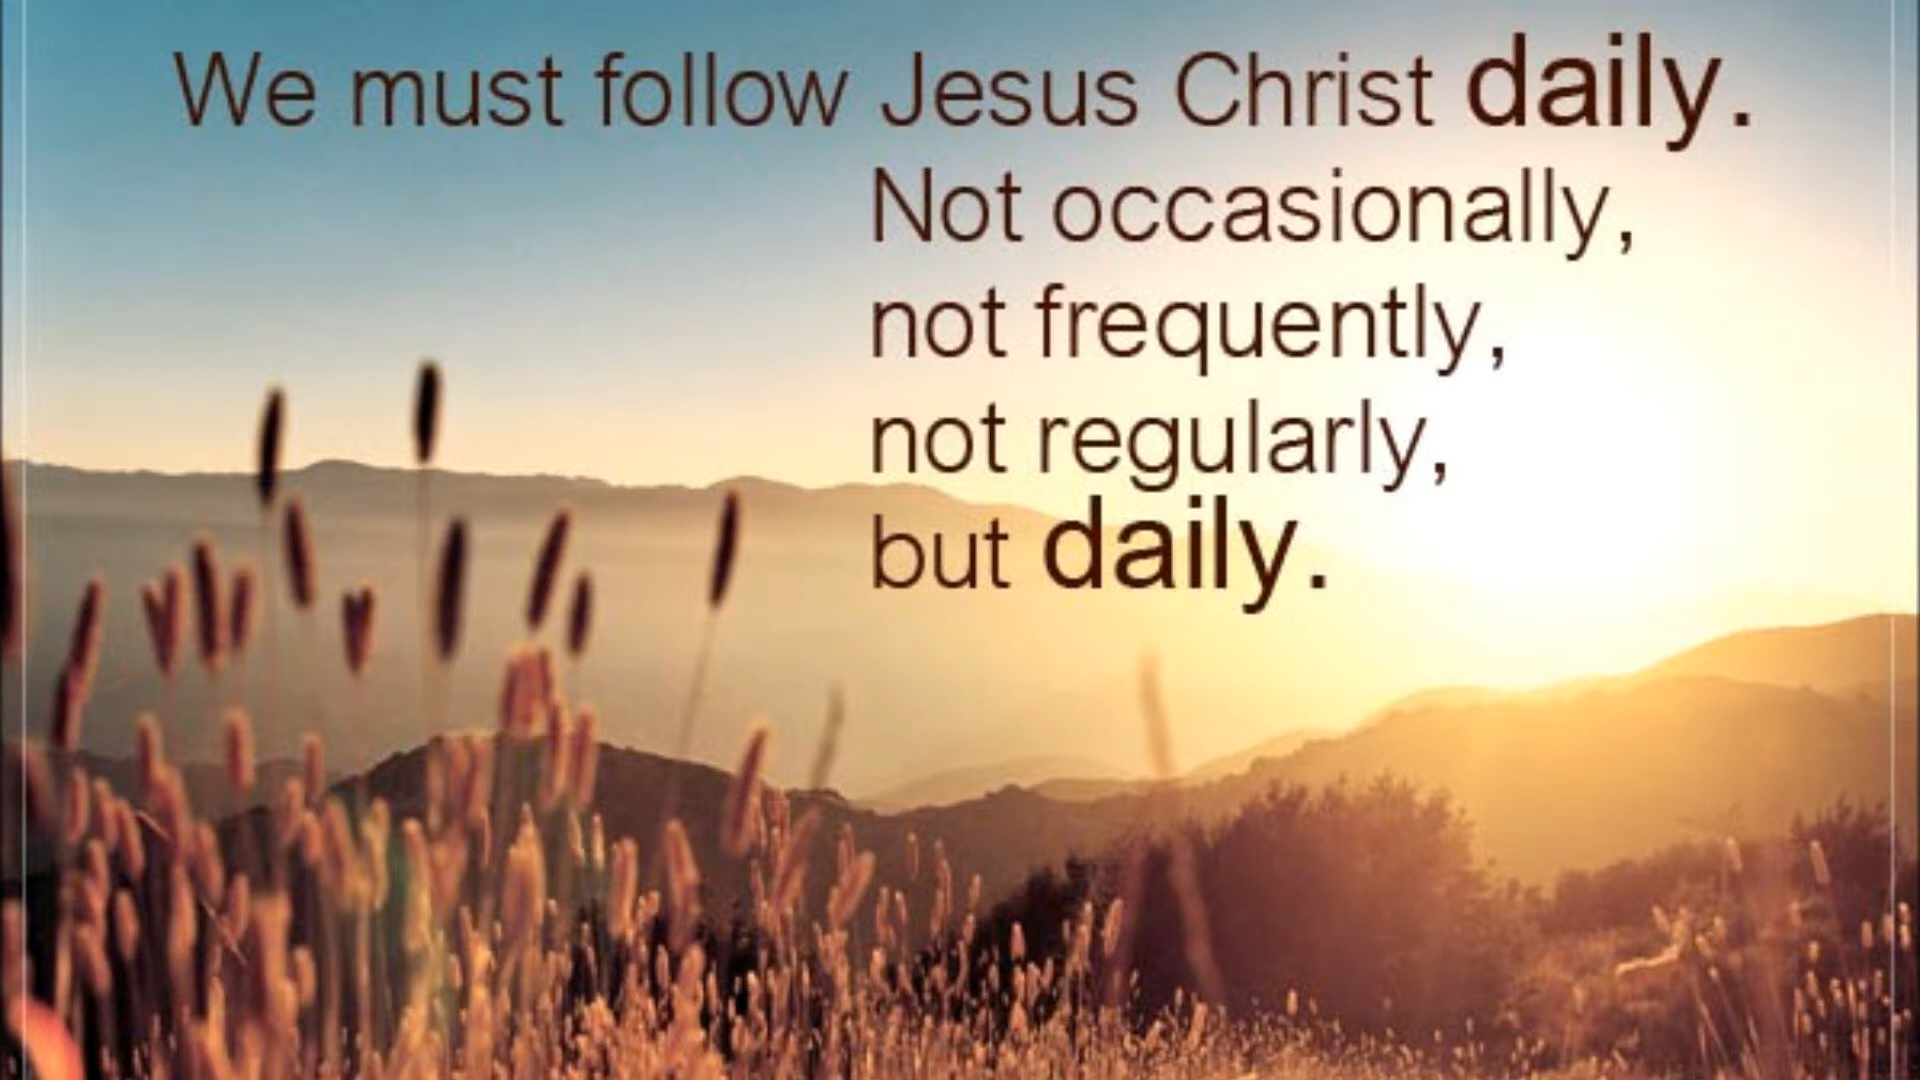 We must follow Jesus Christ daily.
Not occasionally,
not frequently,
not regularly,
but daily.